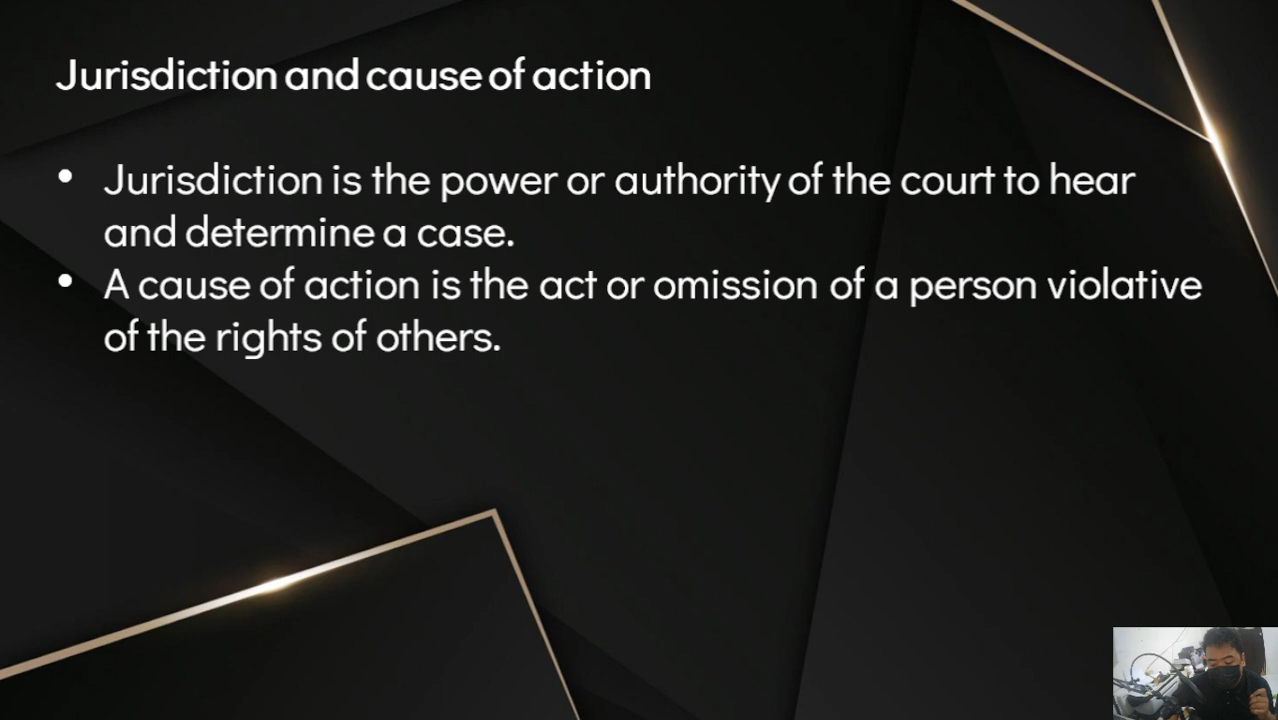 Jurisdiction and cause of action
• Jurisdiction is the power or authority of the court to hear
and determine a case.
• A cause of action is the act or omission of a person violative
of the rights of others.